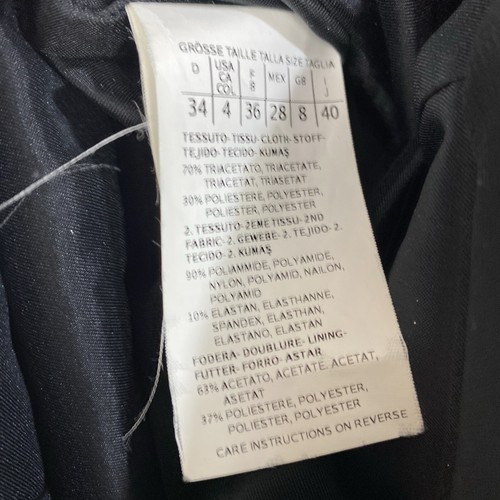 GRÖSSE TAILLE TALLA SIZE TAGLIA
D USA CA COL F B MEX GB I J
34 4 36 28 8 40
TESSUTO-TISSU-CLOTH-STOFF-
TEJIDO-TECIDO-KUMAŞ
70% TRIACETATO, TRIACETATE,
TRIACETAT, TRIASETAT
30% POLIESTERE, POLYESTER,
POLIESTER, POLYESTER
2.TESSUTO-2EME TISSU-2ND
FABRIC-2. GEWEBE-2.TEJIDO-2.
TECIDO-2. KUMAŞ
90% POLIAMMIDE, POLYAMIDE,
NYLON, POLYAMID, NAILON,
POLYAMID
10% ELASTAN, ELASTHANNE,
SPANDEX, ELASTHAN,
ELASTANO, ELASTAN
FODERA-DOUBLURE-LINING-
FUTTER-FORRO-ASTAR
63% ACETATO, ACETATE, ACETAT,
ASETAT
37% POLIESTERE, POLYESTER,
POLIESTER, POLYESTER
CARE INSTRUCTIONS ON REVERSE